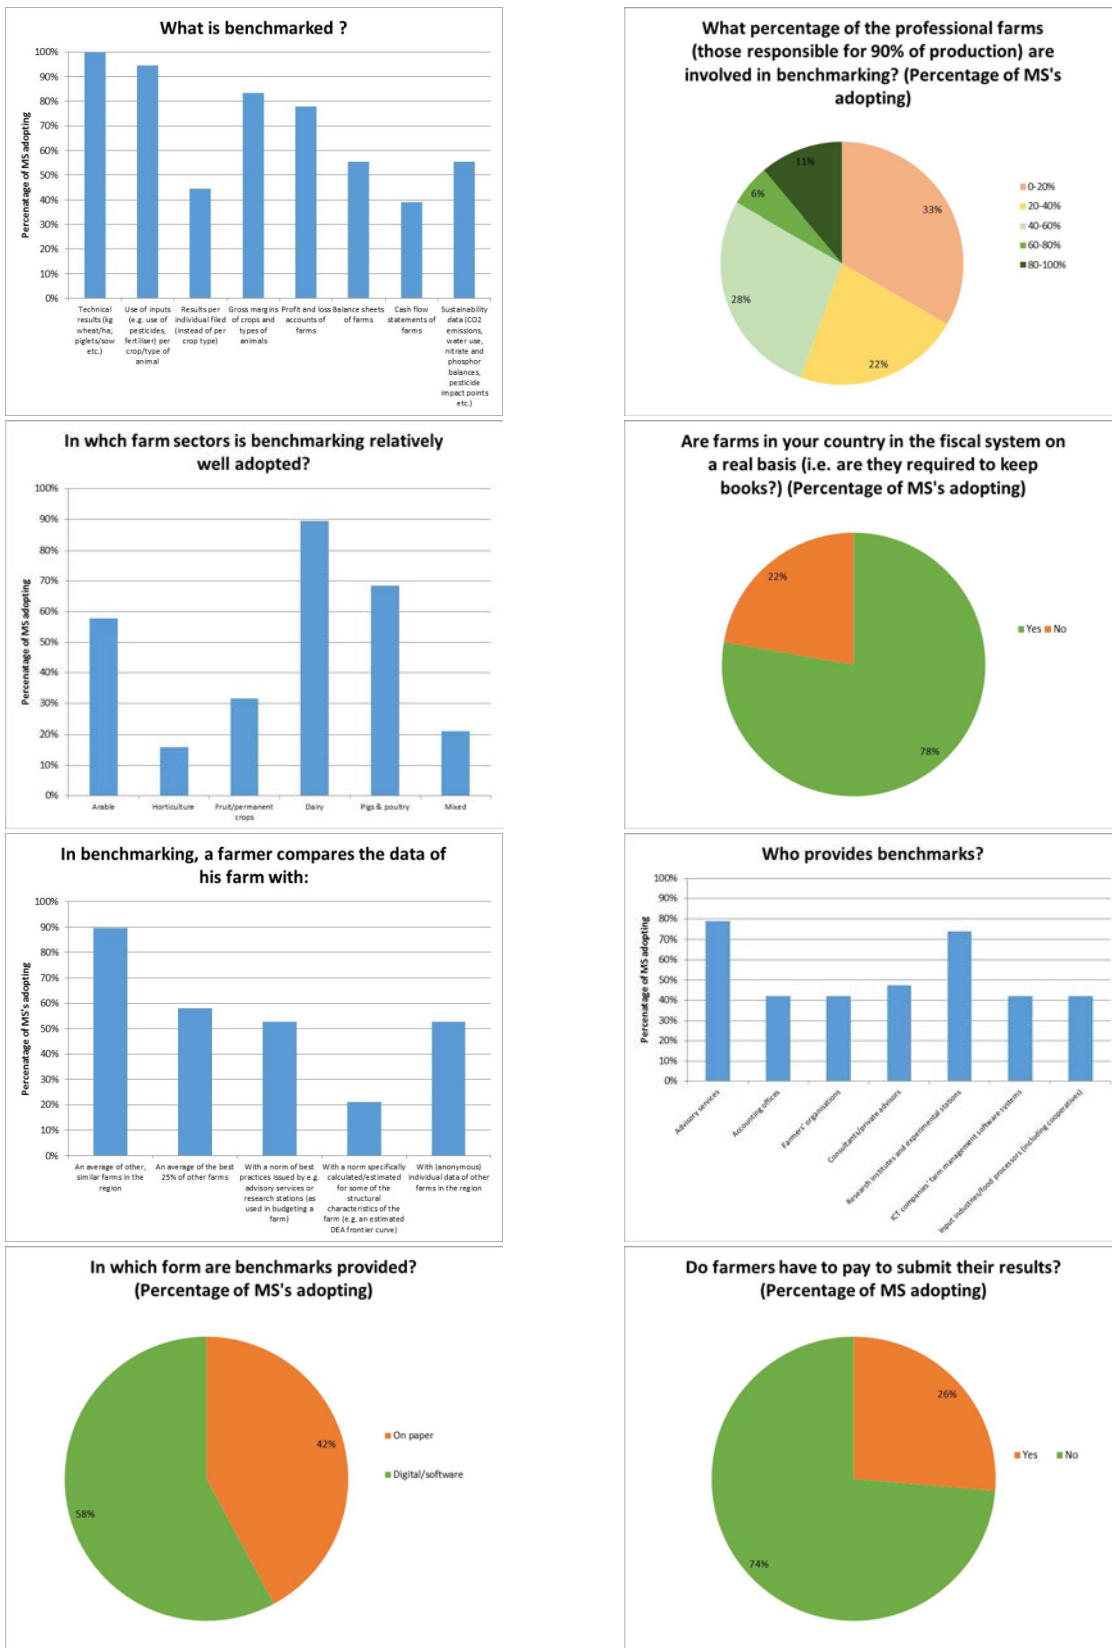 What is benchmarked ?
Percenatage of MS adopting
100%
90%
80%
70%
60%
50%
40%
30%
20%
10%
0%
Technical results (kg wheat/ha; piglets/sow etc.)
Use of inputs (e.g. use of pesticides, fertiliser) per crop/type of animal
Results per individual filed (instead of per crop type)
Gross margins of crops and types of animals
Profit and loss accounts of farms
Balance sheets of farms
Cash flow statements of farms
Sustainability data (CO2 emissions, water use, nitrate and phosphor balances, pesticide impact points etc.)
What percentage of the professional farms
(those responsible for 90% of production) are
involved in benchmarking? (Percentage of MS's
adopting)
11%
6%
33%
28%
22%
0-20%
20-40%
40-60%
60-80%
80-100%
In whch farm sectors is benchmarking relatively
well adopted?
Percenatage of MS adopting
100%
90%
80%
70%
60%
50%
40%
30%
20%
10%
0%
Arable
Horticulture
Fruit/permanent crops
Dairy
Pigs & poultry
Mixed
Are farms in your country in the fiscal system on
a real basis (i.e. are they required to keep
books?) (Percentage of MS's adopting)
22%
78%
Yes No
In benchmarking, a farmer compares the data of
his farm with:
Percenatage of MS's adopting
100%
90%
80%
70%
60%
50%
40%
30%
20%
10%
0%
An average of other, similar farms in the region
An average of the best 25% of other farms
With a norm of best practices issued by e.g. advisory services or research stations (as used in budgeting a farm)
With a norm specifically calculated/estimated for some of the structural characteristics of the farm (e.g. an estimated DEA frontier curve)
With (anonymous) individual data of other farms in the region
Who provides benchmarks?
Percenatage of MS adopting
100%
90%
80%
70%
60%
50%
40%
30%
20%
10%
0%
Advisory services
Accounting offices
Farmers' organisations
Consultants/private advisors
Research institutes and experimental stations
ICT companies' farm management software systems
Input industries/food processors (including cooperatives)
In which form are benchmarks provided?
(Percentage of MS's adopting)
42%
58%
On paper
Digital/software
Do farmers have to pay to submit their results?
(Percentage of MS adopting)
26%
74%
Yes No